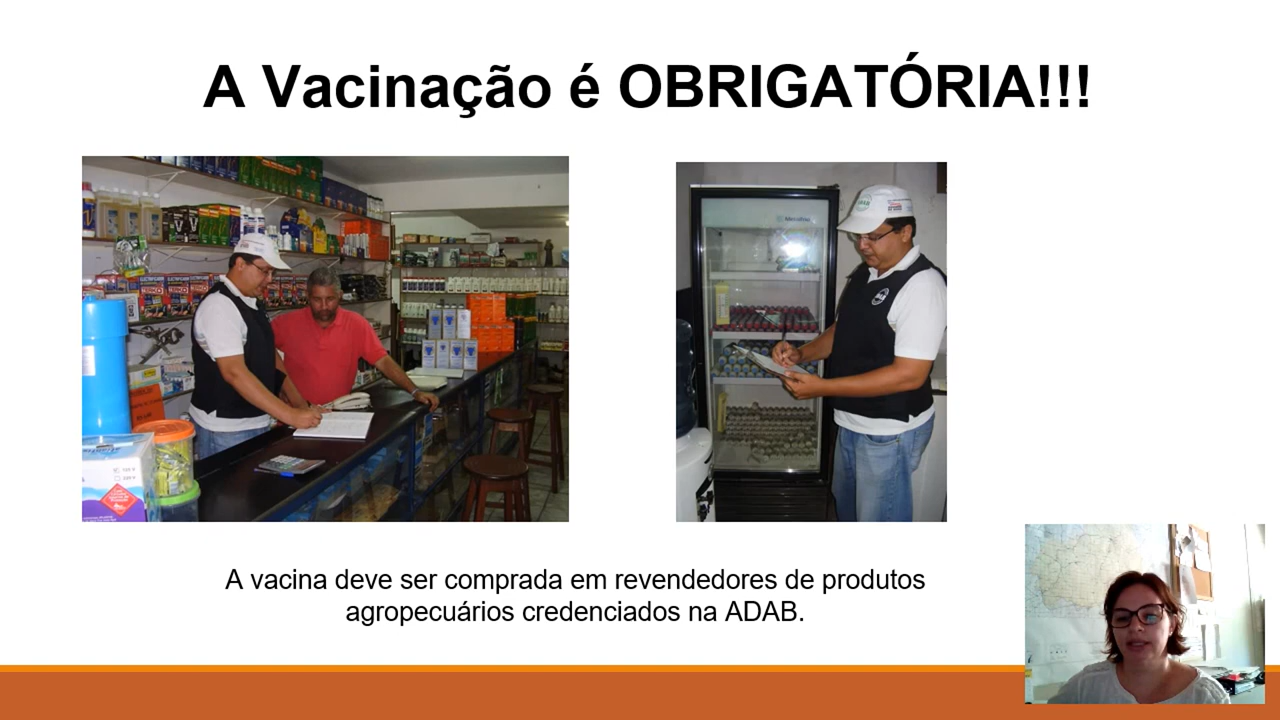 A Vacinação é OBRIGATÓRIA!!!
A vacina deve ser comprada em revendedores de produtos
agropecuários credenciados na ADAB.